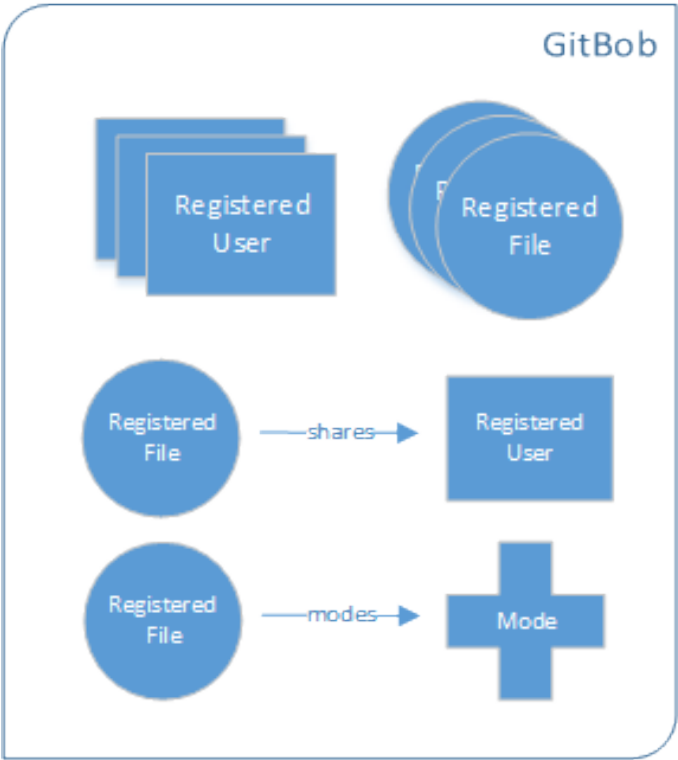 GitBob
Registered
User
Registered
File
Registered
File
shares
Registered
User
Registered
File
modes
Mode